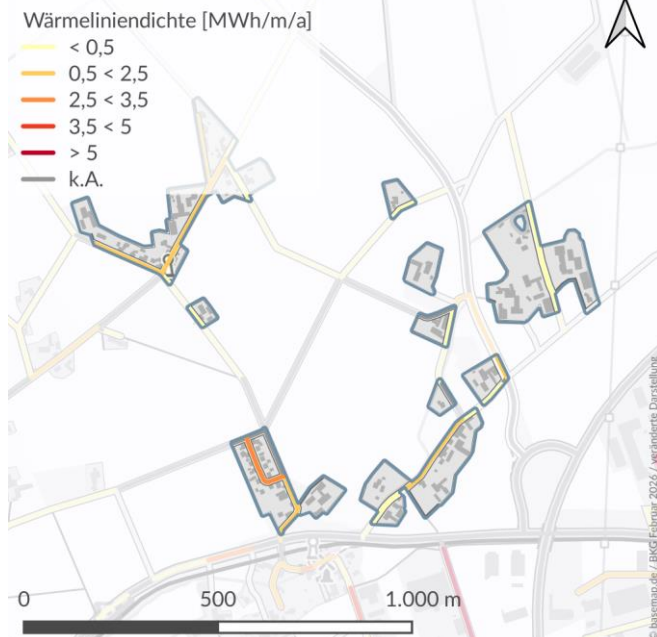 Wärmeliniendichte [MWh/m/a]
< 0,5
0,5 < 2,5
2,5 < 3,5
3,5 < 5
> 5
k.A.
basemap.de / BKG Februar 2026 / veränderte Darstellung
0 500 1.000 m